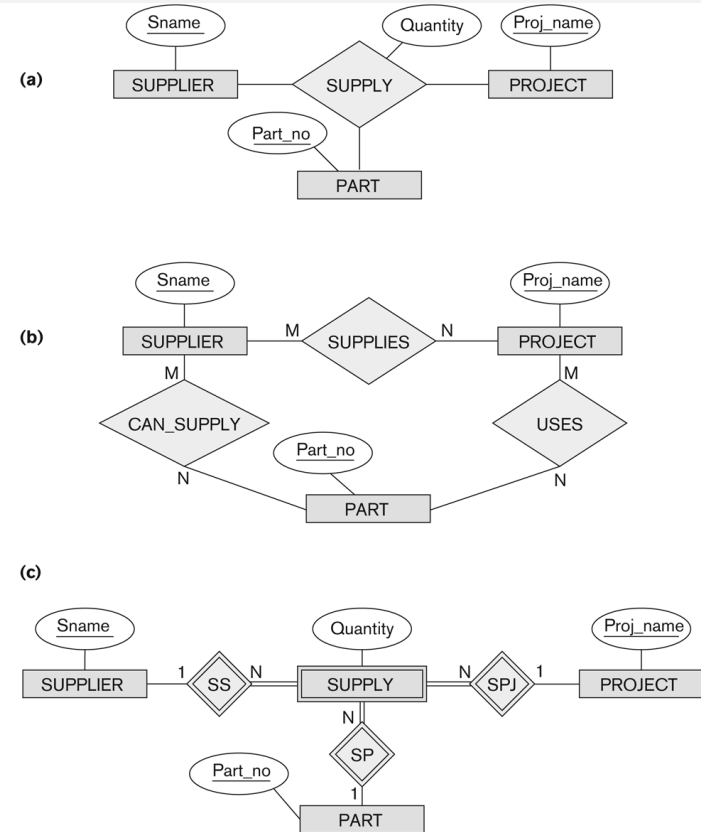 Sname
Quantity
Proj_name
(a)
SUPPLIER
SUPPLY
PROJECT
Part_no
PART
Sname
Proj_name
(b)
SUPPLIER
M
SUPPLIES
N
PROJECT
M
M
CAN_SUPPLY
USES
Part_no
N
N
PART
(c)
Sname
Quantity
Proj_name
SUPPLIER
1
SS
N
SUPPLY
N
SPJ
1
PROJECT
N
SP
Part_no
1
PART